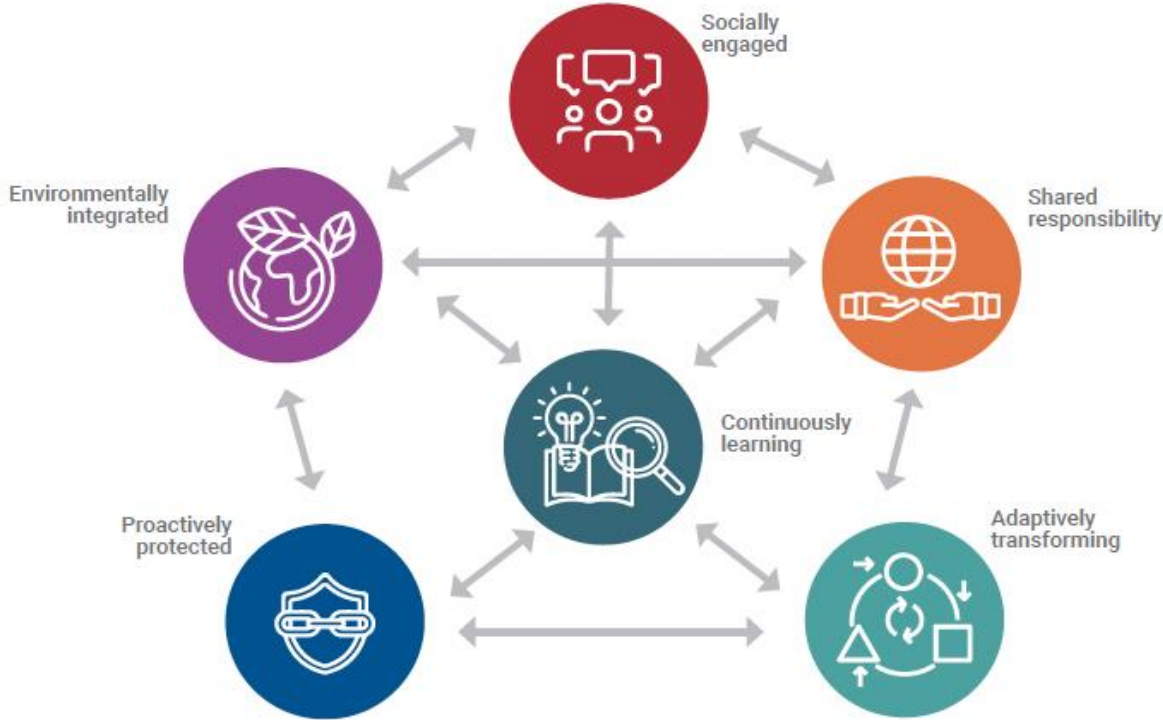 Socially
engaged
Environmentally
integrated
Shared
responsibility
Continuously
learning
Proactively
protected
Adaptively
transforming